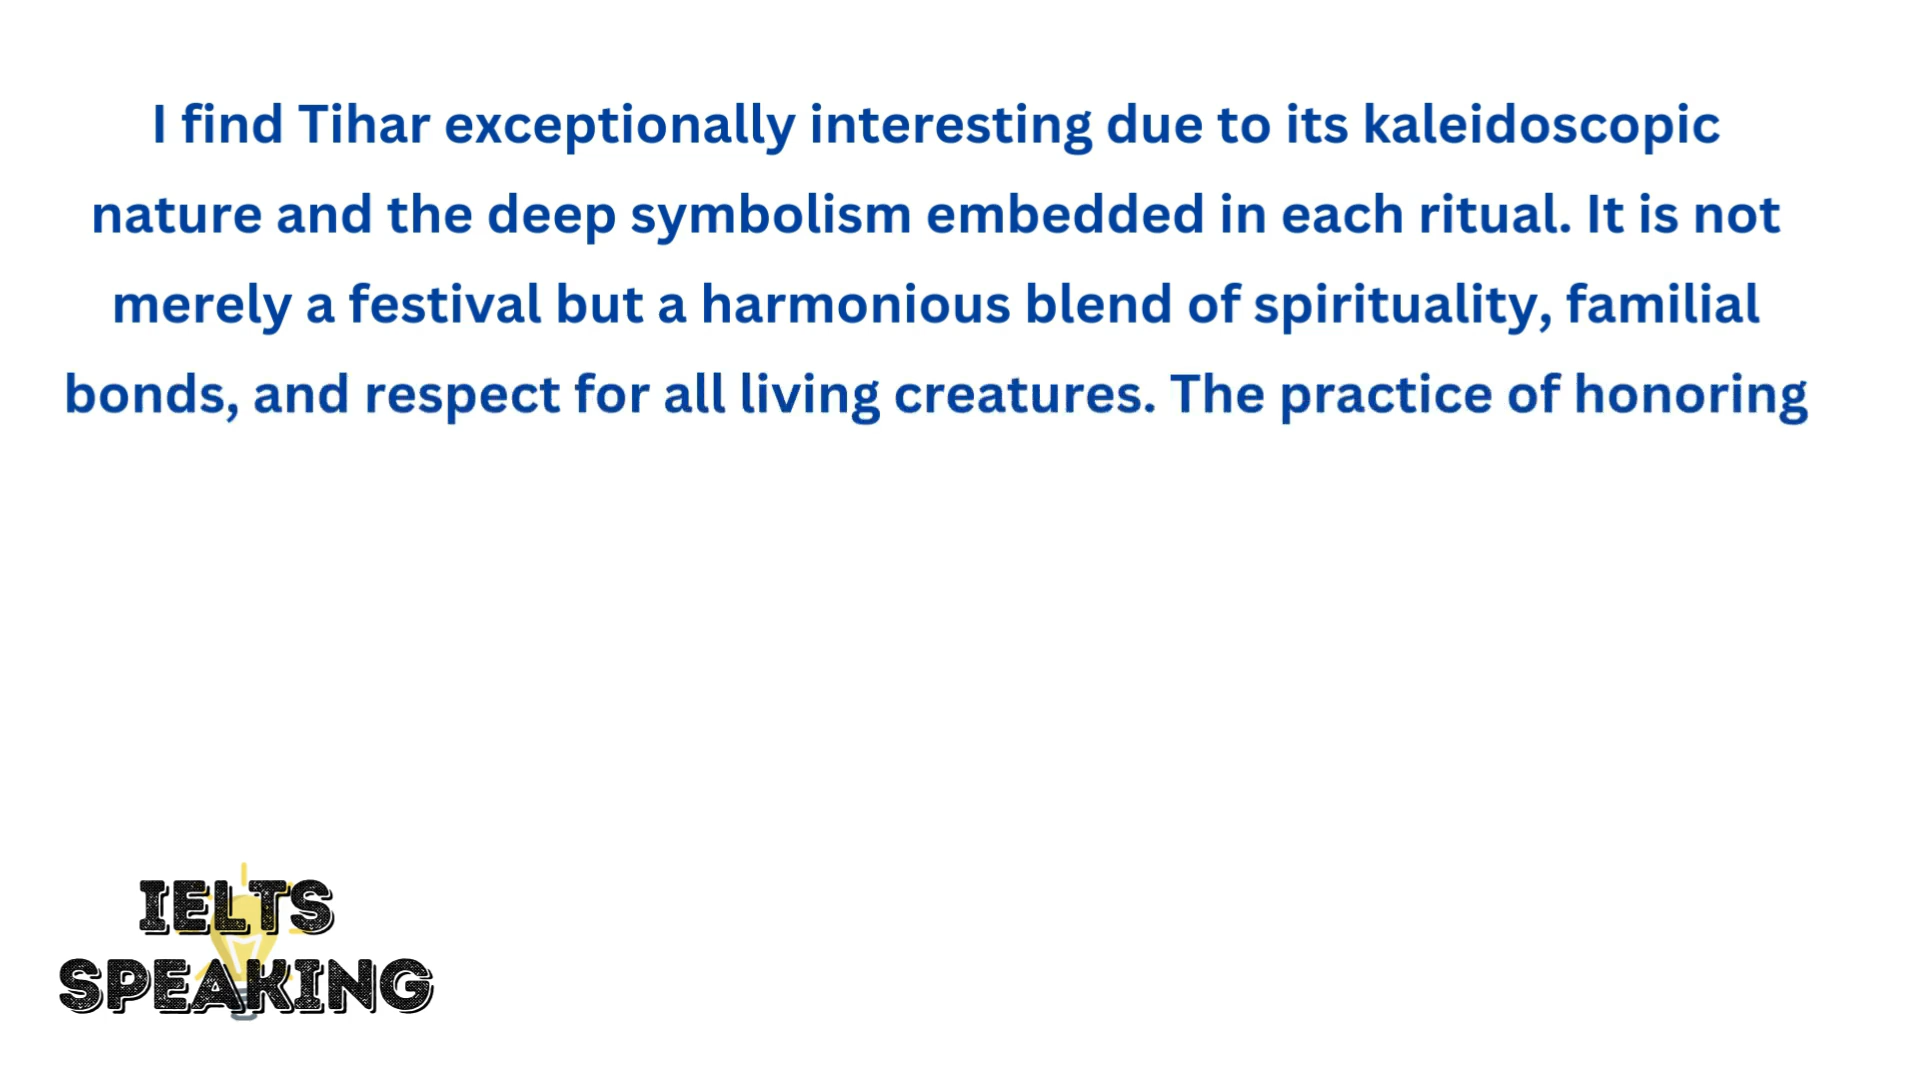 I find Tihar exceptionally interesting due to its kaleidoscopic
nature and the deep symbolism embedded in each ritual. It is not
merely a festival but a harmonious blend of spirituality, familial
bonds, and respect for all living creatures. The practice of honoring
IELTS
SPEAKING